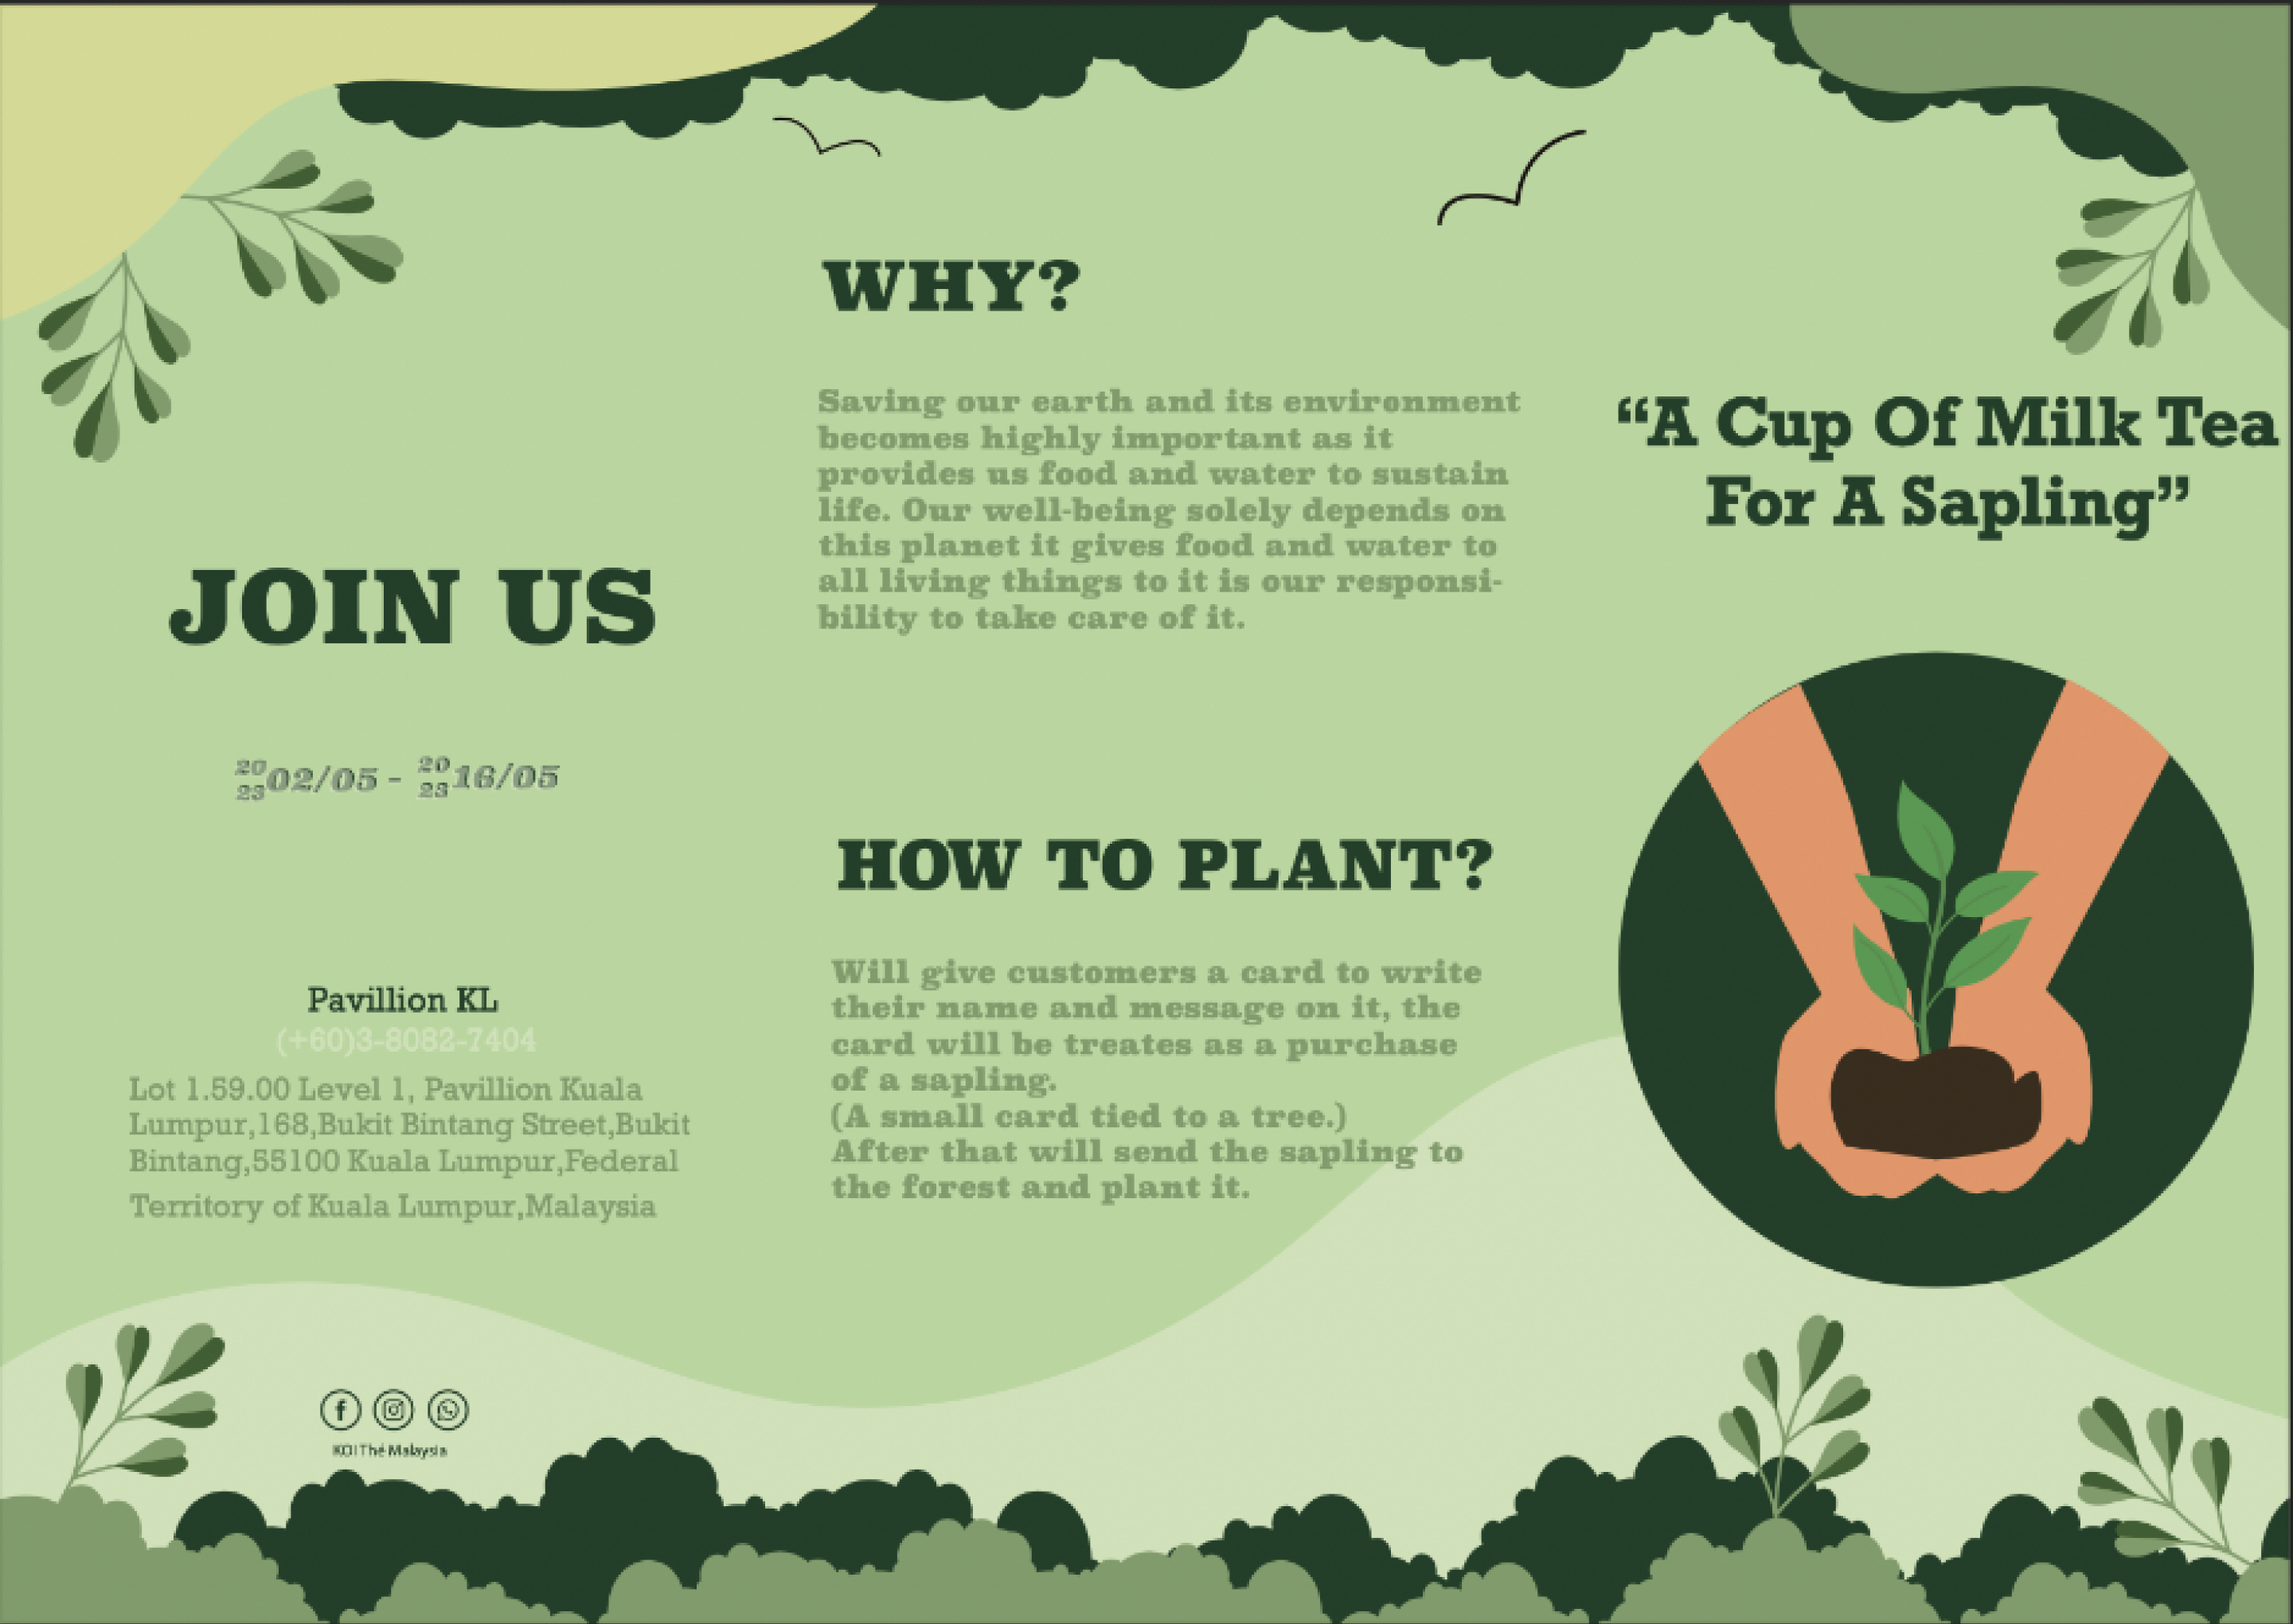 JOIN US
20
23 02/05 - 20
23 16/05
Pavillion KL
(+60)3-8082-7404
Lot 1.59.00 Level 1, Pavillion Kuala
Lumpur,168,Bukit Bintang Street,Bukit
Bintang,55100 Kuala Lumpur,Federal
Territory of Kuala Lumpur,Malaysia
KOI Thé Malaysia
WHY?
Saving our earth and its environment
becomes highly important as it
provides us food and water to sustain
life. Our well-being solely depends on
this planet it gives food and water to
all living things to it is our responsi-
bility to take care of it.
HOW TO PLANT?
Will give customers a card to write
their name and message on it, the
card will be treates as a purchase
of a sapling.
(A small card tied to a tree.)
After that will send the sapling to
the forest and plant it.
“A Cup Of Milk Tea
For A Sapling”